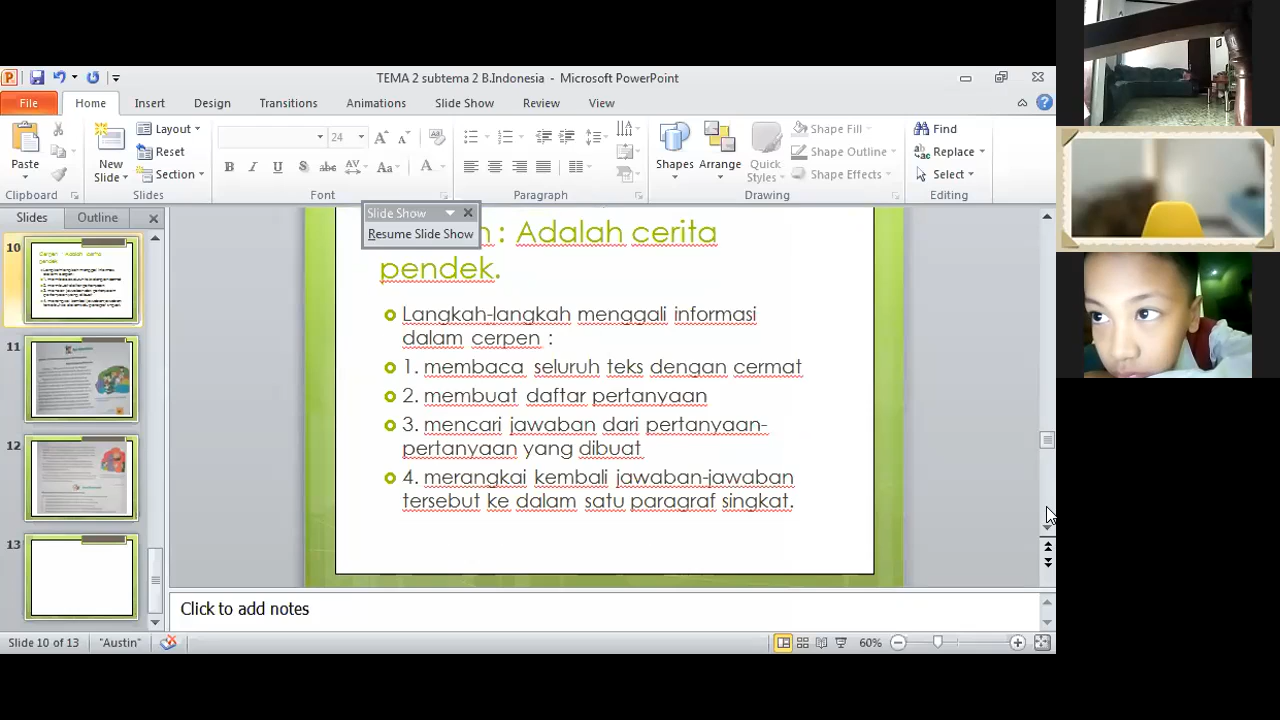 TEMA 2 subtema 2 B.Indonesia - Microsoft PowerPoint
File Home Insert Design Transitions Animations Slide Show Review View
Paste
New Slide
Layout
Reset
Section
24
Shapes
Arrange
Quick Styles
Shape Fill
Shape Outline
Shape Effects
Find
Replace
Select
Clipboard Slides Font Paragraph Drawing Editing
Slides Outline
Slide Show
Resume Slide Show
10
11
12
13
: Adalah cerita
pendek.
Langkah-langkah menggali informasi
dalam cerpen :
1. membaca seluruh teks dengan cermat
2. membuat daftar pertanyaan
3. mencari jawaban dari pertanyaan-
pertanyaan yang dibuat
4. merangkai kembali jawaban-jawaban
tersebut ke dalam satu paragraf singkat.
Click to add notes
Slide 10 of 13 "Austin" 60%